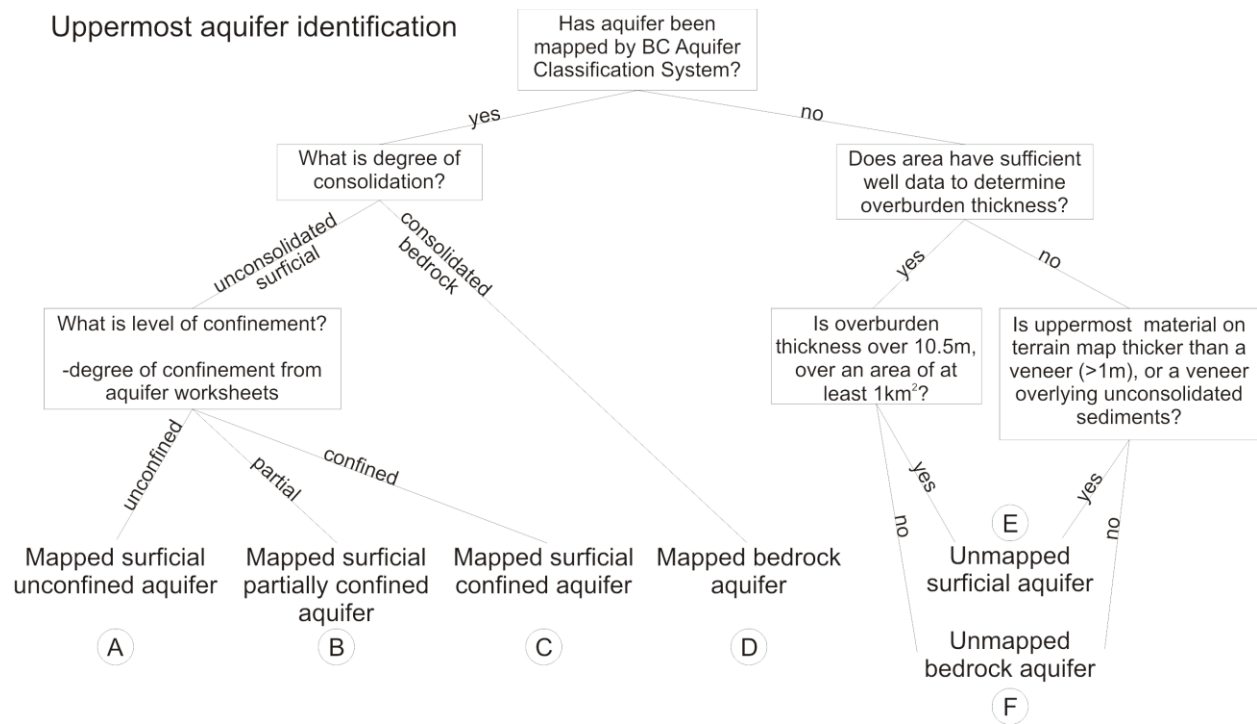 Uppermost aquifer identification
Has aquifer been
mapped by BC Aquifer
Classification System?
yes
no
What is degree of
consolidation?
Does area have sufficient
well data to determine
overburden thickness?
unconsolidated
surficial
consolidated
bedrock
yes
no
What is level of confinement?
-degree of confinement from
aquifer worksheets
Is overburden
thickness over 10.5m,
over an area of at
least 1km²?
Is uppermost material on
terrain map thicker than a
veneer (>1m), or a veneer
overlying unconsolidated
sediments?
unconfined
partial
confined
yes
no
yes
no
Mapped surficial
unconfined aquifer
A
Mapped surficial
partially confined
aquifer
B
Mapped surficial
confined aquifer
C
Mapped bedrock
aquifer
D
E
Unmapped
surficial aquifer
Unmapped
bedrock aquifer
F